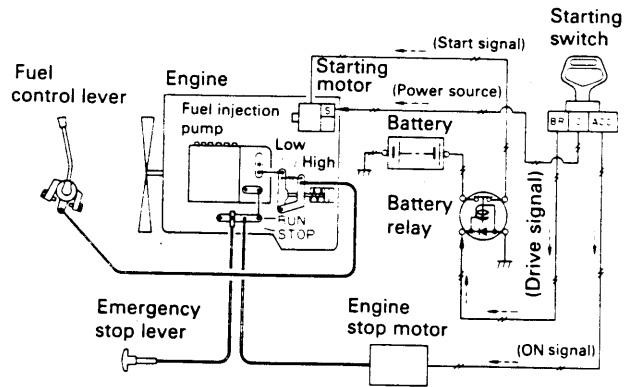 Starting
switch
(Start signal)
Fuel
control lever
Engine
Starting
motor
(Power source)
Fuel injection
pump
S
Battery
BR
C
ACC
Low
High
Battery
relay
(Drive signal)
RUN
STOP
Emergency
stop lever
Engine
stop motor
(ON signal)